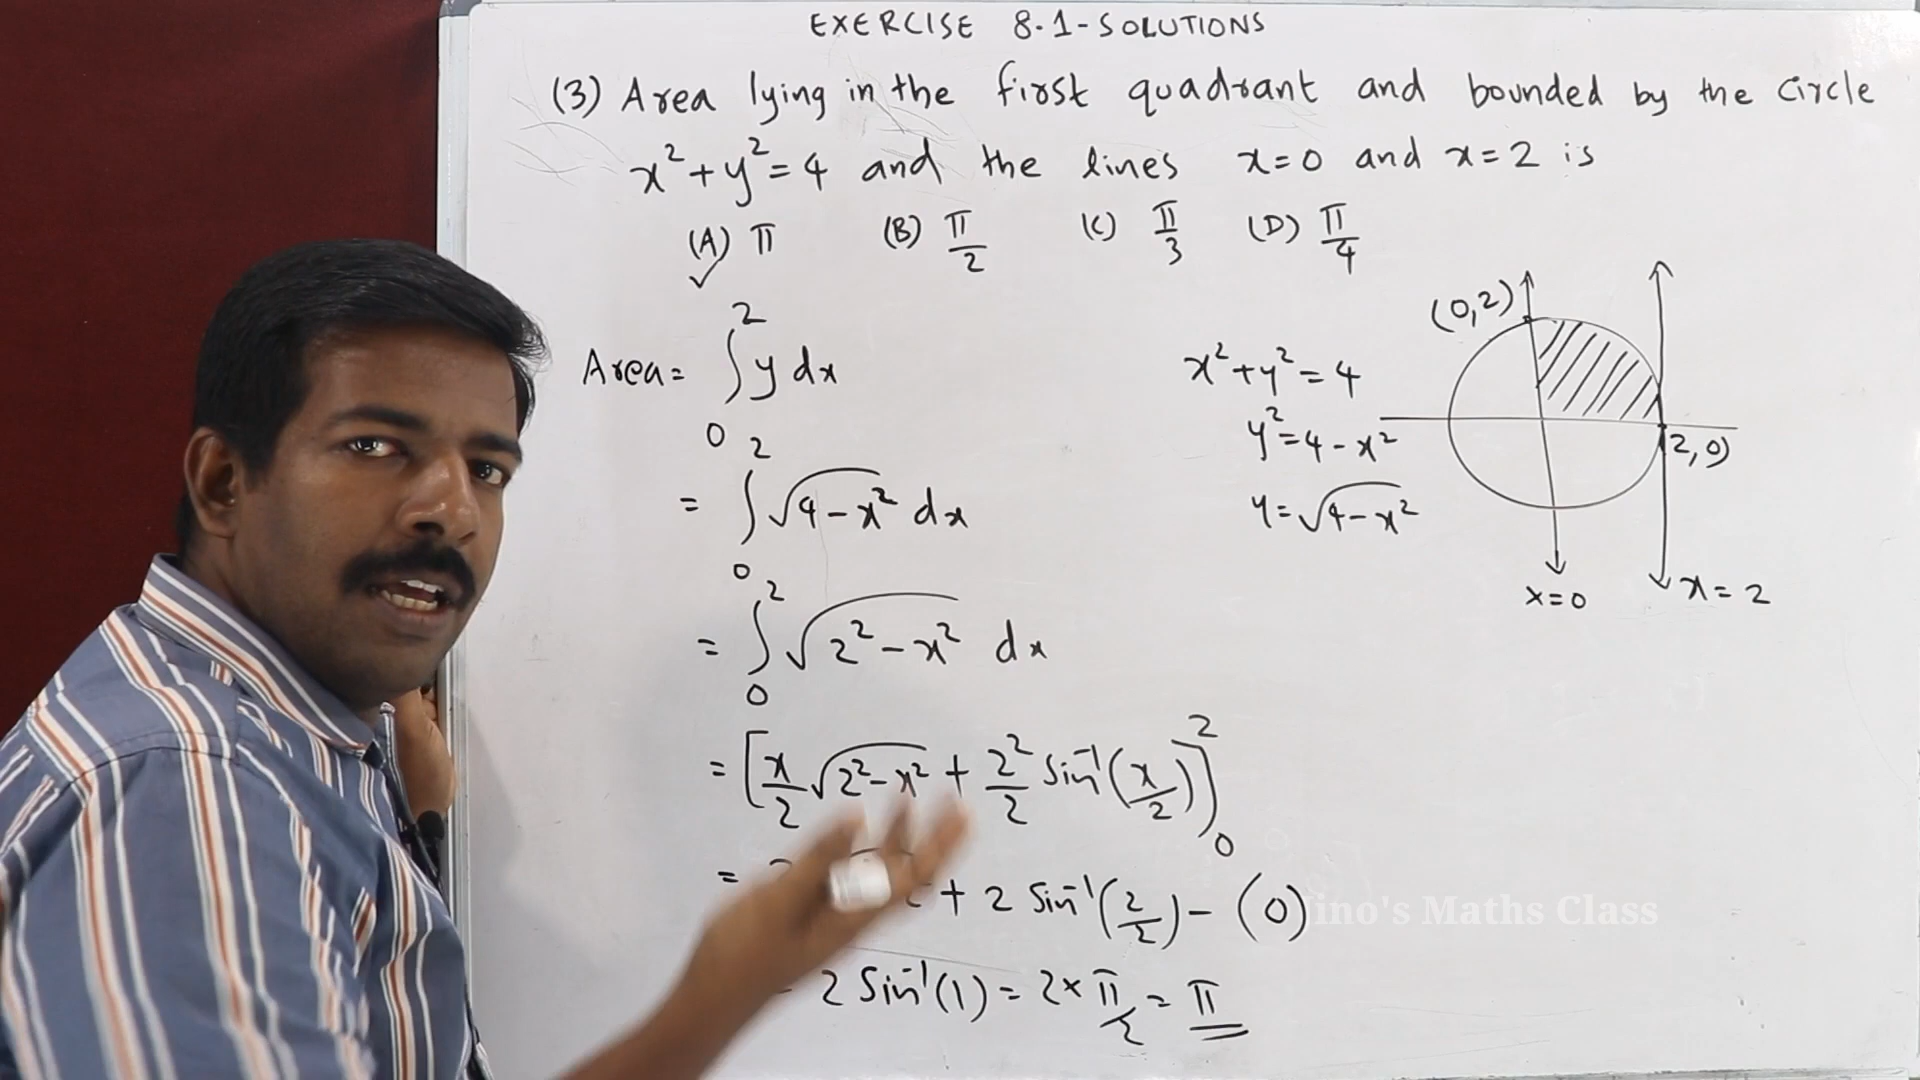 EXERCISE 8.1-SOLUTIONS
(3) Area lying in the first quadrant and bounded by the circle
x²+y²=4 and the lines x=0 and x=2 is
(A) π (B) π/2 (C) π/3 (D) π/4
✓
Area = ∫₀² y dx
= ∫₀² √(4-x²) dx
= ∫₀² √(2²-x²) dx
= [x/2 √(2²-x²) + 2²/2 Sin⁻¹(x/2)]₀²
= + 2 Sin⁻¹(2/2) - (0)
2 Sin⁻¹(1) = 2×π/2 = π
x²+y²=4
y²=4-x²
y=√(4-x²)
(0,2)
2,0)
x=0
x=2
ino's Maths Class